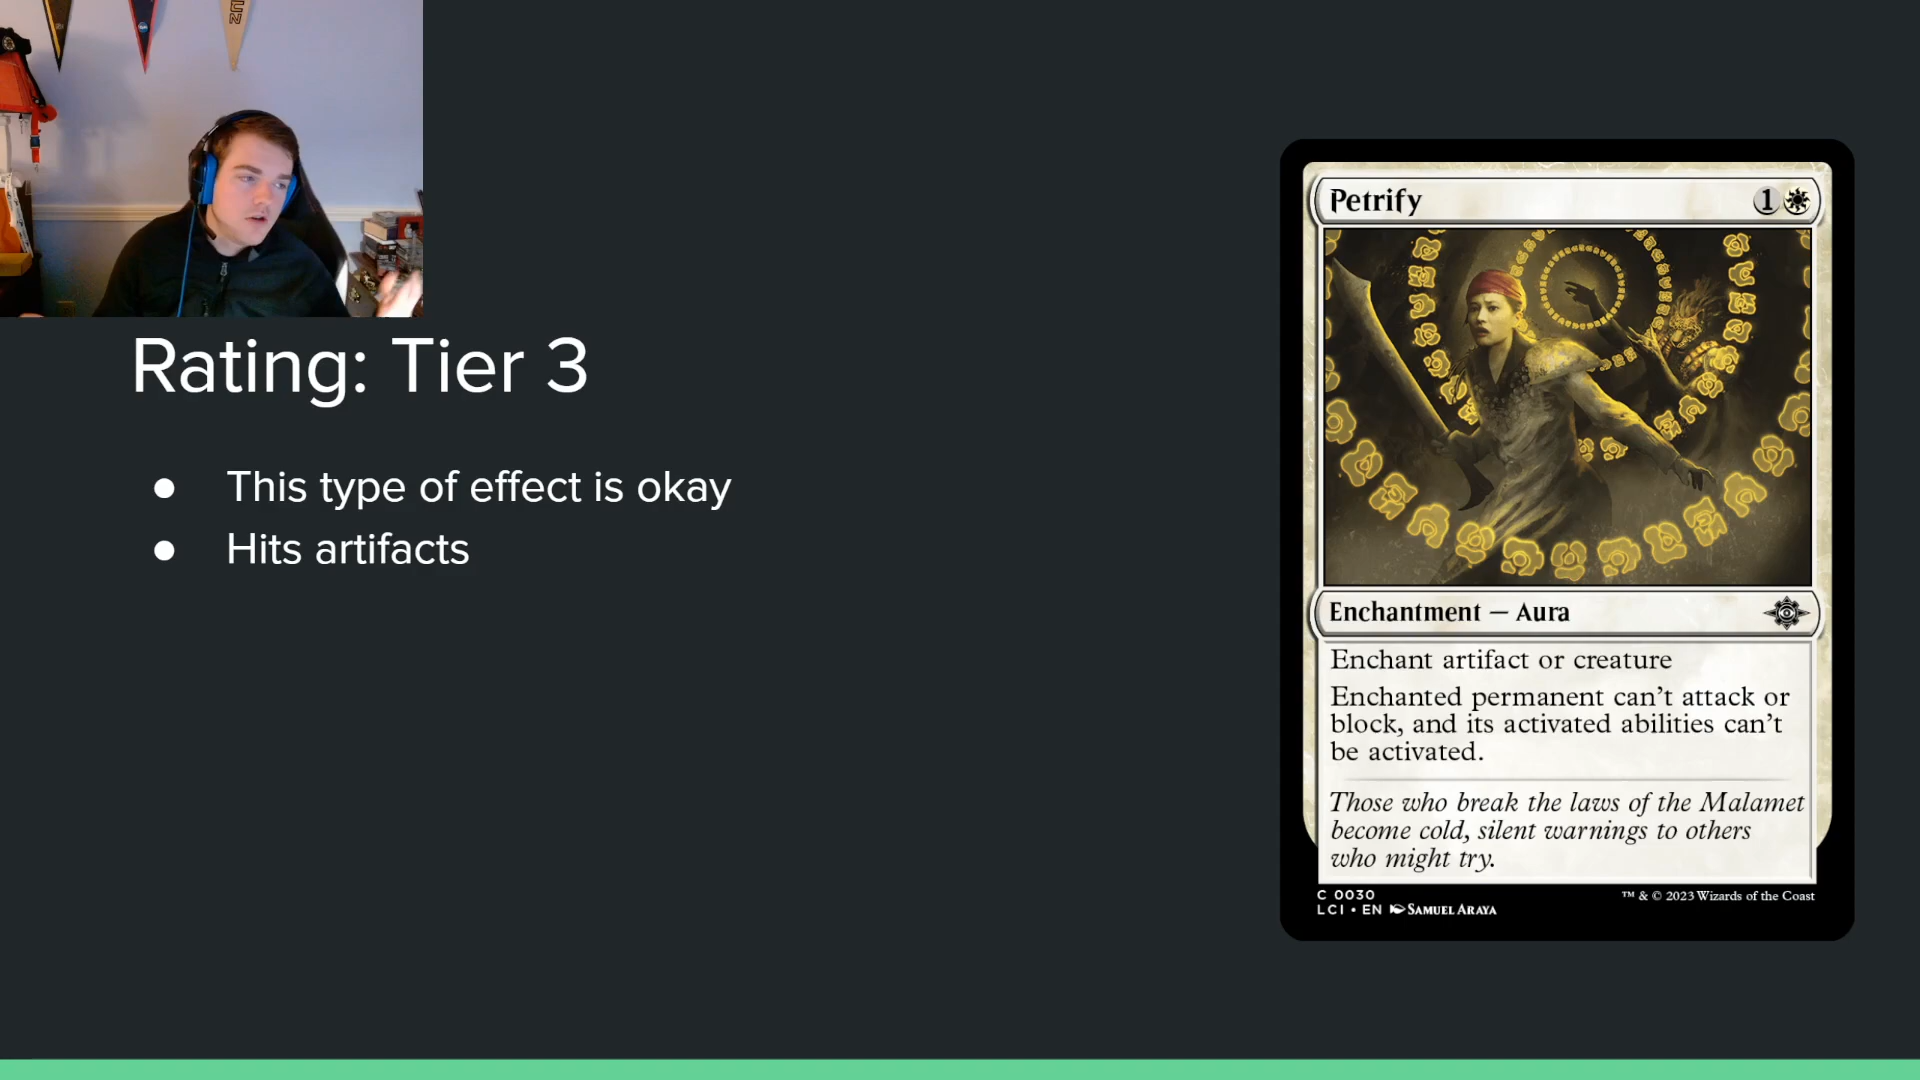 Rating: Tier 3
● This type of effect is okay
● Hits artifacts
Petrify 1
Enchantment — Aura
Enchant artifact or creature
Enchanted permanent can't attack or
block, and its activated abilities can't
be activated.
Those who break the laws of the Malamet
become cold, silent warnings to others
who might try.
C 0030
LCI • EN SAMUEL ARAYA
™ & © 2023 Wizards of the Coast